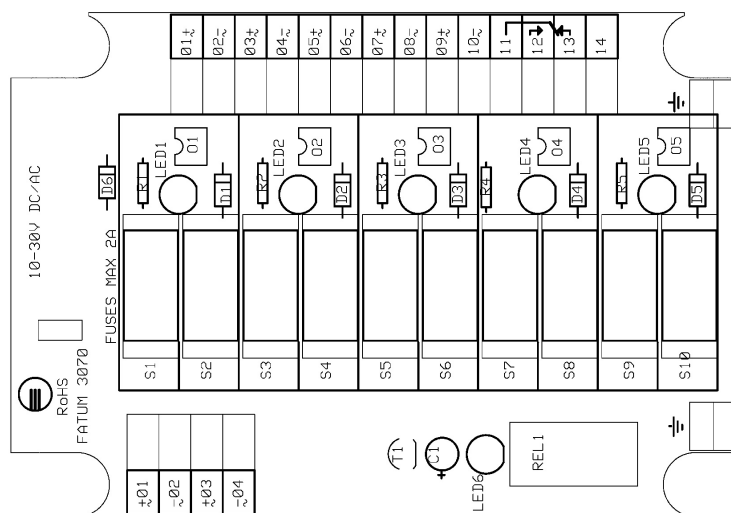 01≂±
02≂
03±
04≂
05±
06≂
07±
08≂
09±
10≂
11
12
13
14
LED1
O1
LED2
O2
LED3
O3
LED4
O4
LED5
O5
D6
R1
D1
R2
D2
R3
D3
R4
D4
R5
D5
10-30V DC/AC
FUSES MAX 2A
S1
S2
S3
S4
S5
S6
S7
S8
S9
S10
RoHS
FATUM 3070
T1
C1
+
LED6
REL1
±01
-02
±03
-04